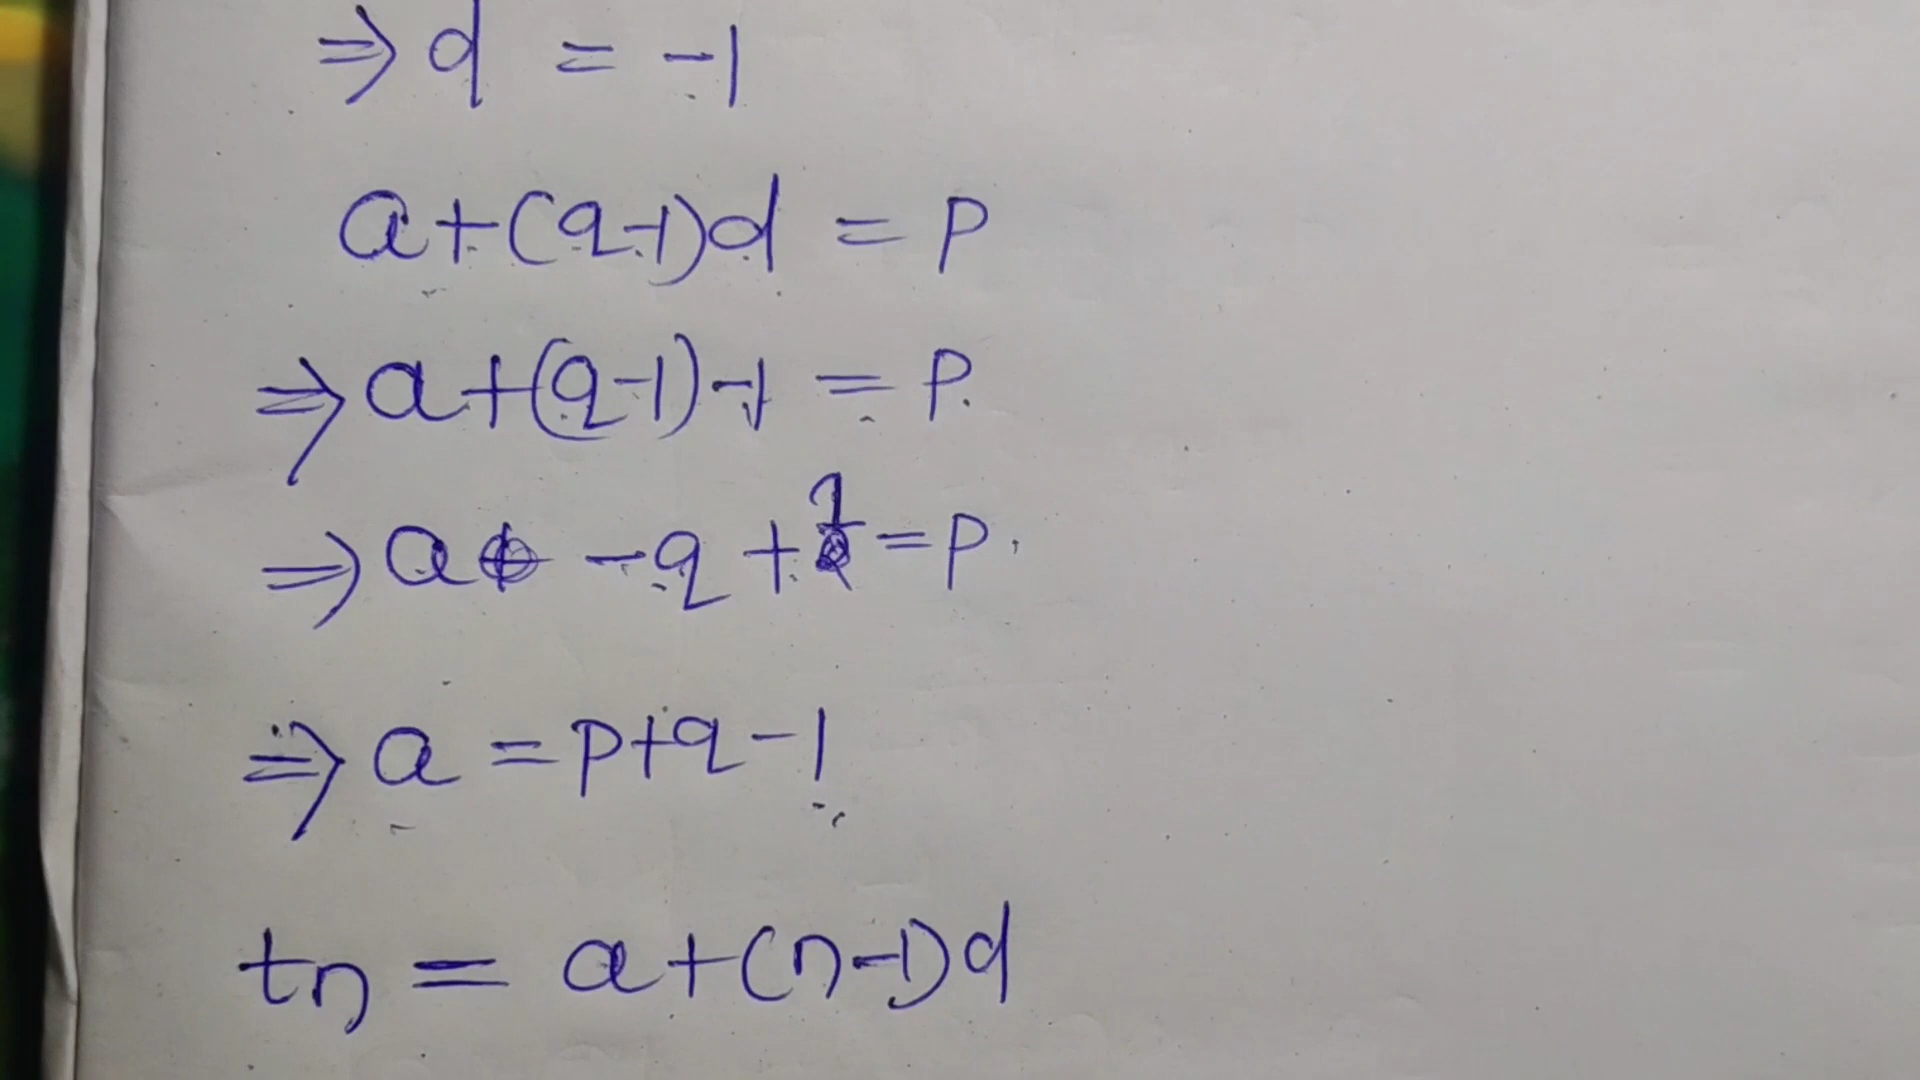 ⇒ d = -1
a+(q-1)d = p
⇒ a+(q-1)-1 = p.
⇒ a -q +1 = p.
⇒ a = p+q-1
tn = a+(n-1)d